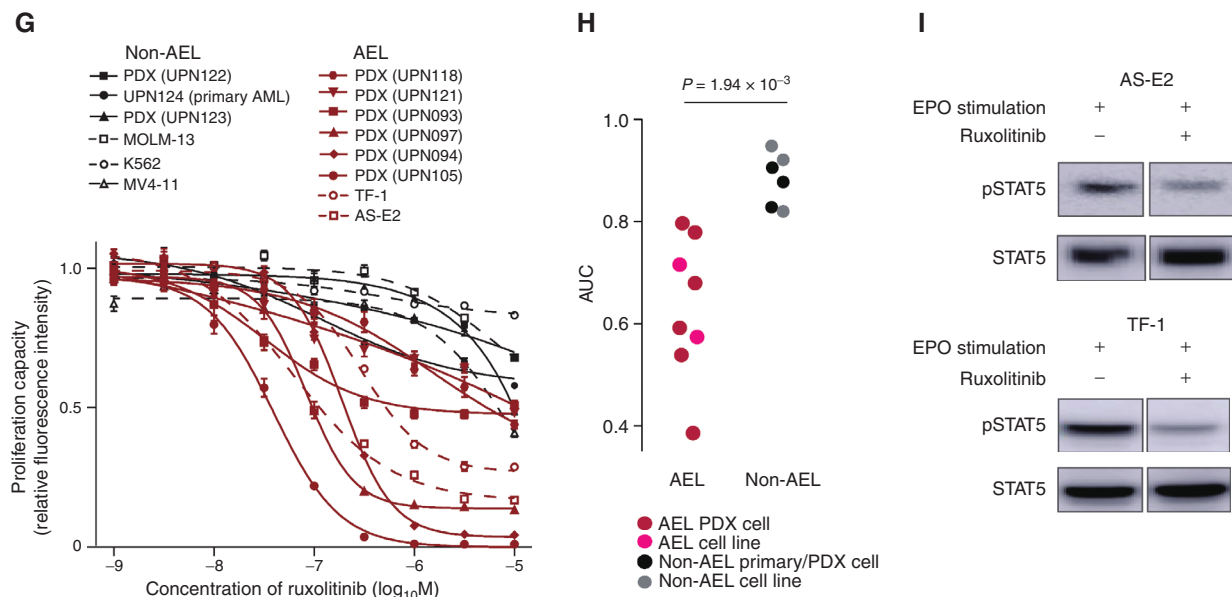 G
Non-AEL
PDX (UPN122)
UPN124 (primary AML)
PDX (UPN123)
MOLM-13
K562
MV4-11
AEL
PDX (UPN118)
PDX (UPN121)
PDX (UPN093)
PDX (UPN097)
PDX (UPN094)
PDX (UPN105)
TF-1
AS-E2
Proliferation capacity
(relative fluorescence intensity)
1.0
0.5
0
−9
−8
−7
−6
−5
Concentration of ruxolitinib (log10M)
H
P = 1.94 × 10−3
AUC
1.0
0.8
0.6
0.4
AEL
Non-AEL
AEL PDX cell
AEL cell line
Non-AEL primary/PDX cell
Non-AEL cell line
I
AS-E2
EPO stimulation + +
Ruxolitinib − +
pSTAT5
STAT5
TF-1
EPO stimulation + +
Ruxolitinib − +
pSTAT5
STAT5